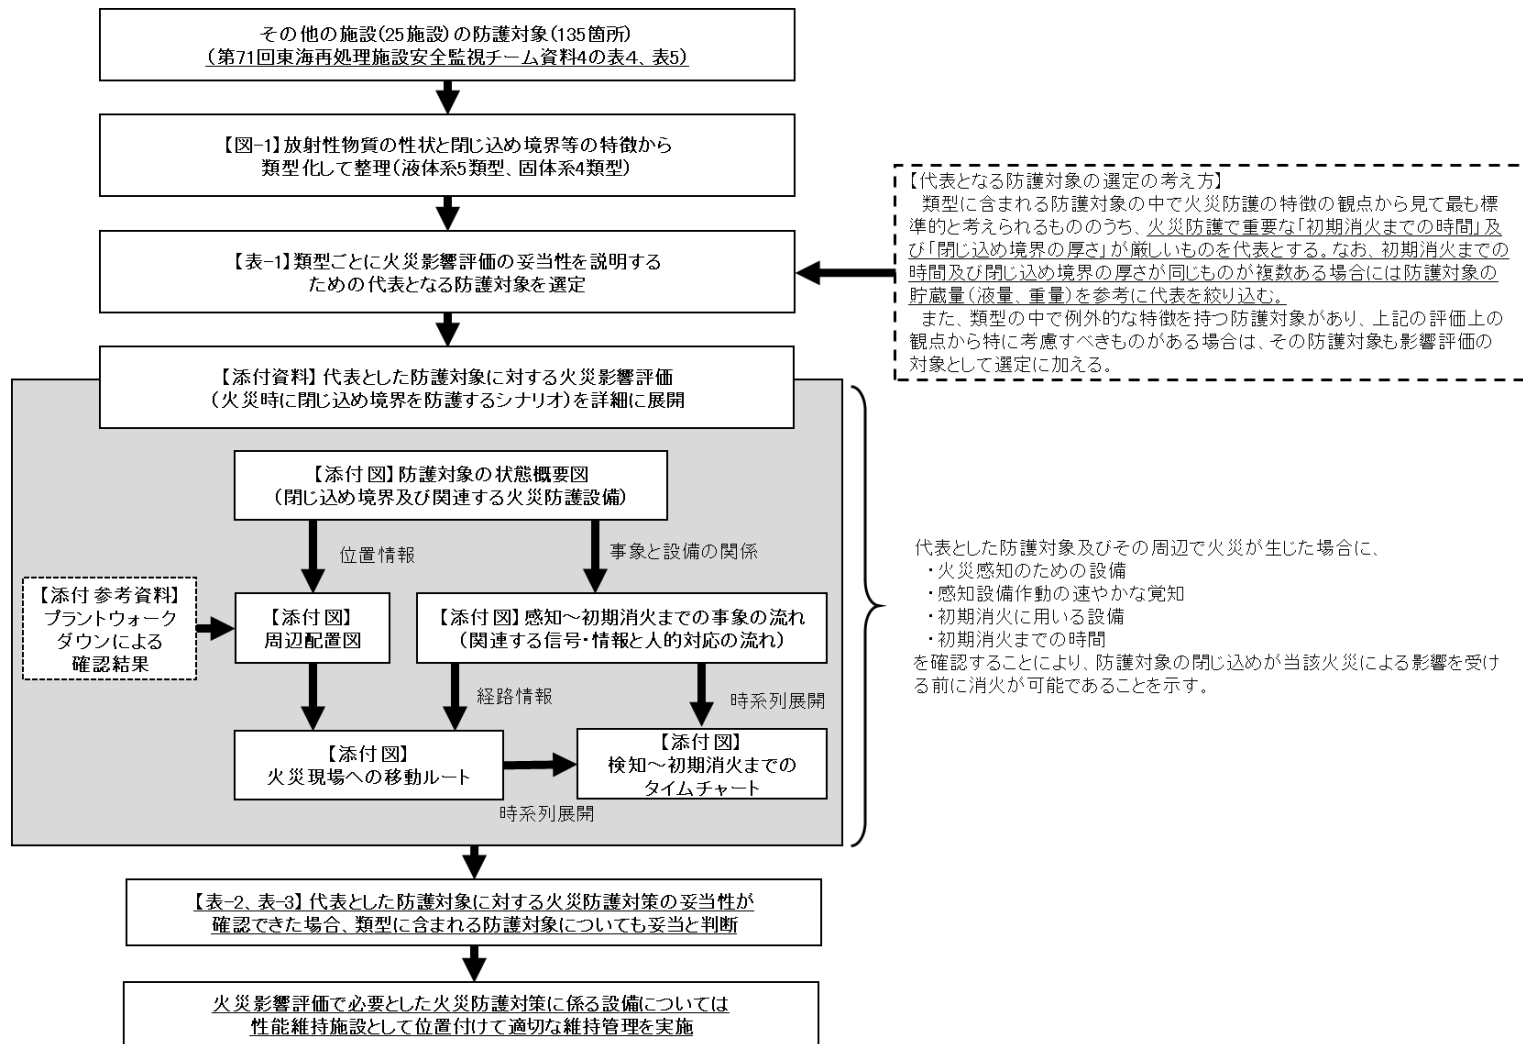 その他の施設(25施設)の防護対象(135箇所)
(第71回東海再処理施設安全監視チーム資料4の表4、表5)
【図-1】放射性物質の性状と閉じ込め境界等の特徴から
類型化して整理(液体系5類型、固体系4類型)
【表-1】類型ごとに火災影響評価の妥当性を説明する
ための代表となる防護対象を選定
【代表となる防護対象の選定の考え方】
類型に含まれる防護対象の中で火災防護の特徴の観点から見て最も標
準的と考えられるもののうち、火災防護で重要な「初期消火までの時間」及
び「閉じ込め境界の厚さ」が厳しいものを代表とする。なお、初期消火までの
時間及び閉じ込め境界の厚さが同じものが複数ある場合には防護対象の
貯蔵量(液量、重量)を参考に代表を絞り込む。
また、類型の中で例外的な特徴を持つ防護対象があり、上記の評価上の
観点から特に考慮すべきものがある場合は、その防護対象も影響評価の
対象として選定に加える。
【添付資料】代表とした防護対象に対する火災影響評価
(火災時に閉じ込め境界を防護するシナリオ)を詳細に展開
【添付図】防護対象の状態概要図
(閉じ込め境界及び関連する火災防護設備)
位置情報
事象と設備の関係
【添付参考資料】
プラントウォーク
ダウンによる
確認結果
【添付図】
周辺配置図
【添付図】感知～初期消火までの事象の流れ
(関連する信号・情報と人的対応の流れ)
経路情報
時系列展開
【添付図】
火災現場への移動ルート
時系列展開
【添付図】
検知～初期消火までの
タイムチャート
代表とした防護対象及びその周辺で火災が生じた場合に、
・火災感知のための設備
・感知設備作動の速やかな覚知
・初期消火に用いる設備
・初期消火までの時間
を確認することにより、防護対象の閉じ込めが当該火災による影響を受け
る前に消火が可能であることを示す。
【表-2、表-3】代表とした防護対象に対する火災防護対策の妥当性が
確認できた場合、類型に含まれる防護対象についても妥当と判断
火災影響評価で必要とした火災防護対策に係る設備については
性能維持施設として位置付けて適切な維持管理を実施